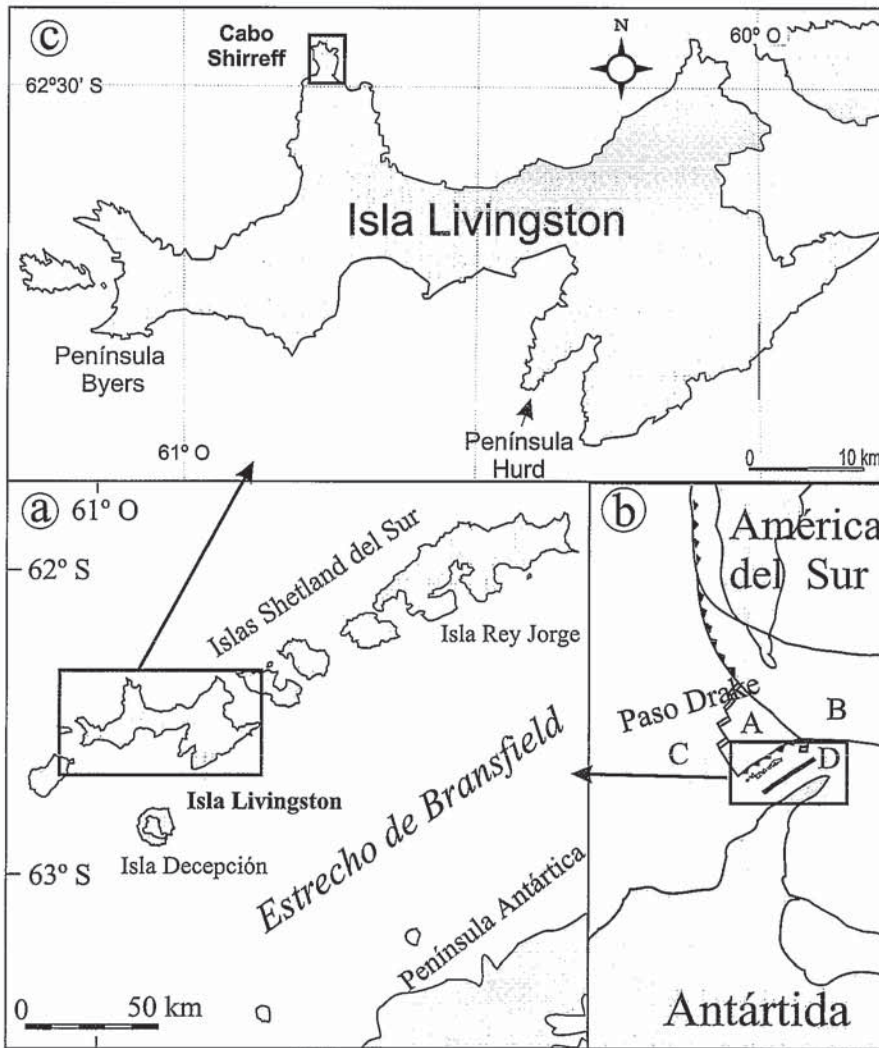 c
Cabo
Shirreff
N
60º O
62º30' S
Isla Livingston
Península
Byers
61º O
Península
Hurd
0 10 km
a
61º O
62º S
Islas Shetland del Sur
Isla Rey Jorge
Isla Livingston
Isla Decepción
Estrecho de Bransfield
63º S
Península Antártica
0 50 km
b
América
del Sur
Paso Drake
A
B
C
D
Antártida